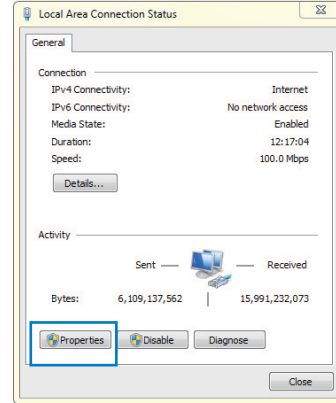 Local Area Connection Status
General
Connection
IPv4 Connectivity: Internet
IPv6 Connectivity: No network access
Media State: Enabled
Duration: 12:17:04
Speed: 100.0 Mbps
Details...
Activity
Sent Received
Bytes: 6,109,137,562 15,991,232,073
Properties Disable Diagnose
Close